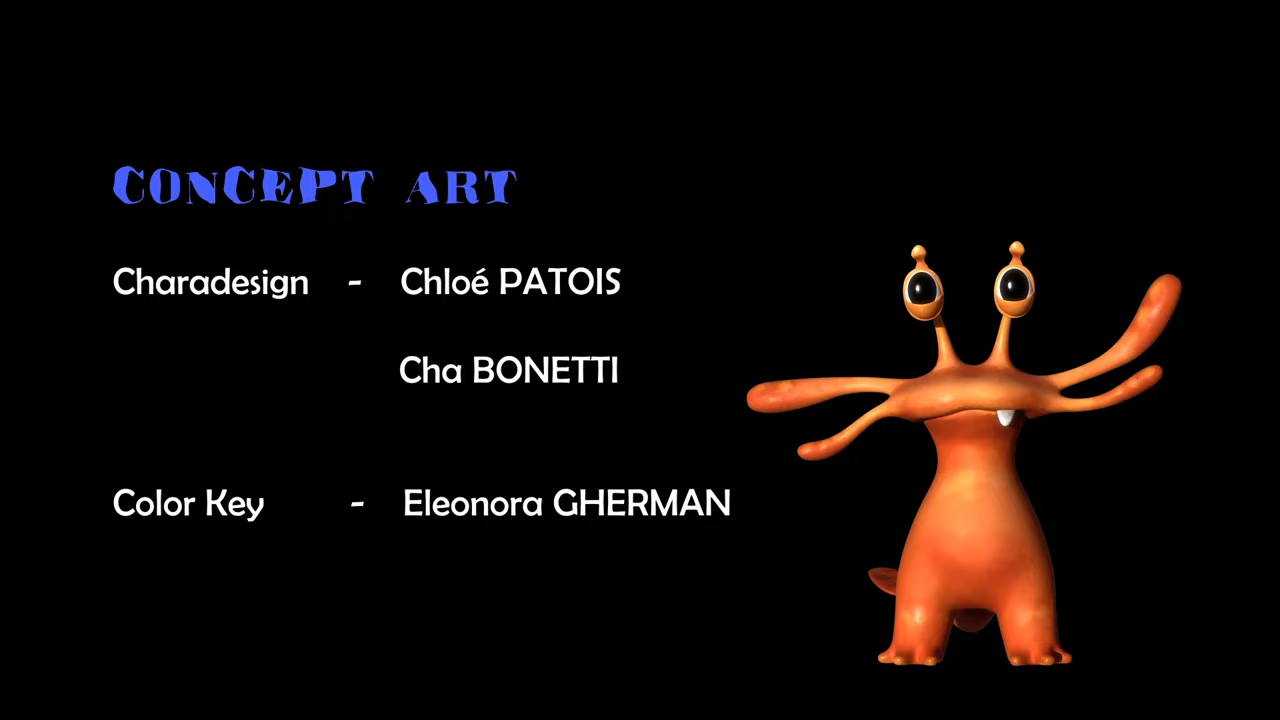 CONCEPT ART
Charadesign - Chloé PATOIS
Cha BONETTI
Color Key - Eleonora GHERMAN